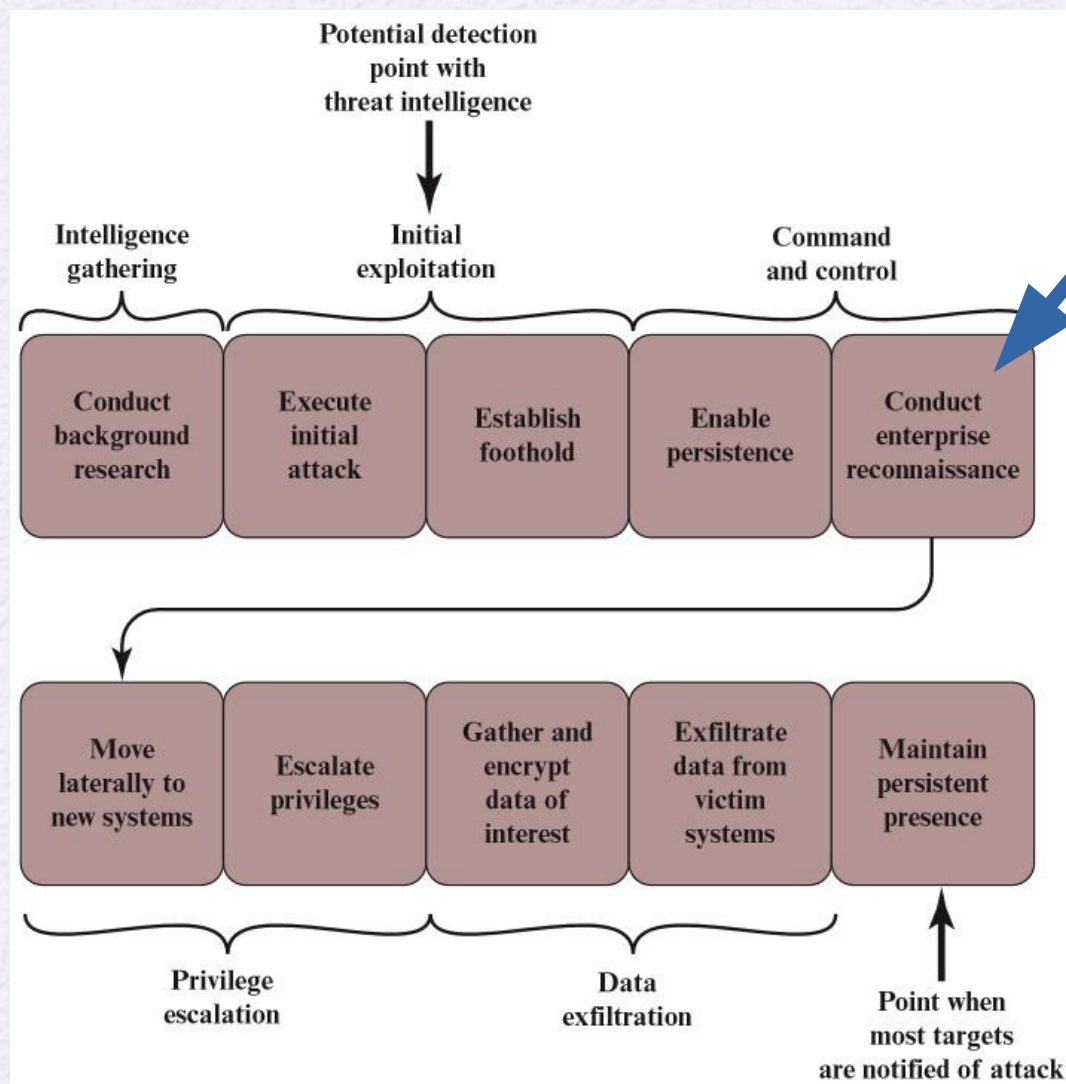 Potential detection
point with
threat intelligence
Intelligence
gathering
Initial
exploitation
Command
and control
Conduct
background
research
Execute
initial
attack
Establish
foothold
Enable
persistence
Conduct
enterprise
reconnaissance
Move
laterally to
new systems
Escalate
privileges
Gather and
encrypt
data of
interest
Exfiltrate
data from
victim
systems
Maintain
persistent
presence
Privilege
escalation
Data
exfiltration
Point when
most targets
are notified of attack